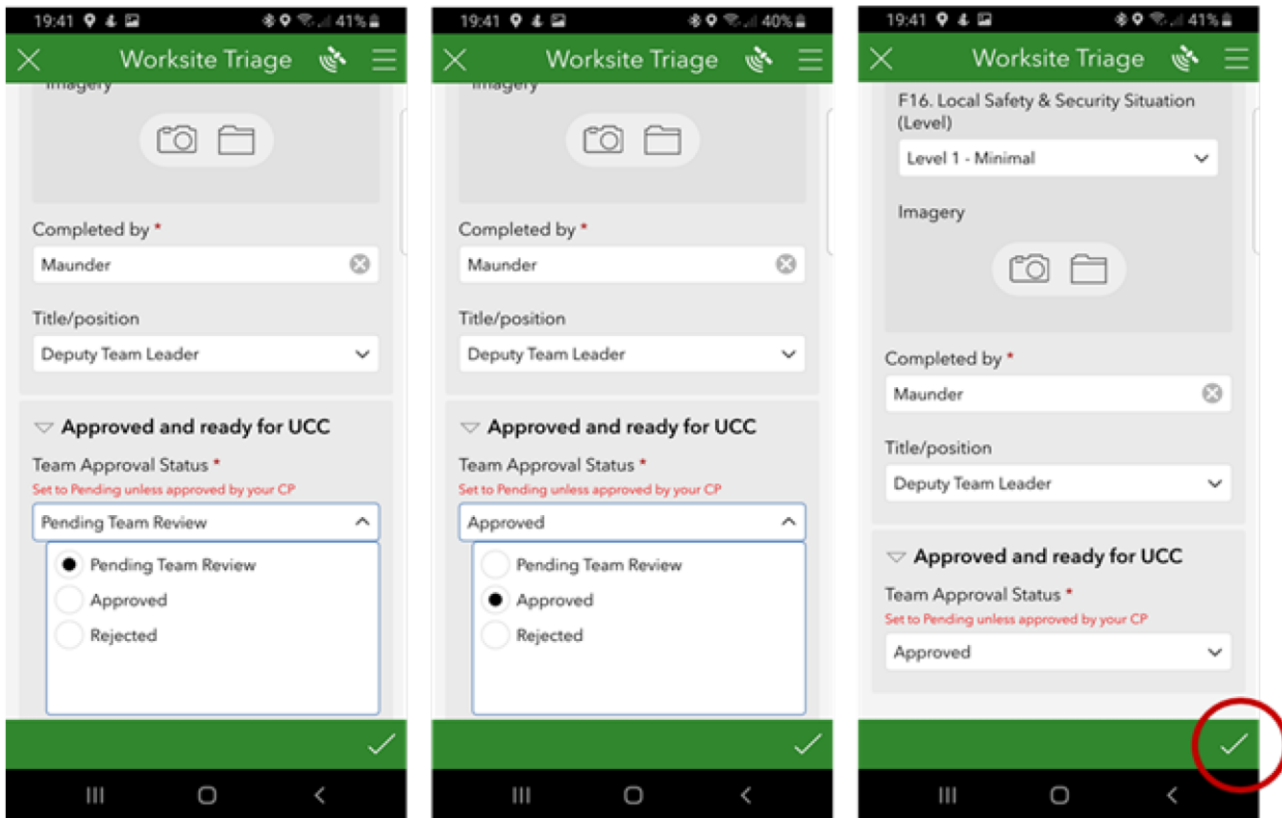 19:41 41%
Worksite Triage
Imagery
Completed by *
Maunder
Title/position
Deputy Team Leader
Approved and ready for UCC
Team Approval Status *
Set to Pending unless approved by your CP
Pending Team Review
Pending Team Review
Approved
Rejected
19:41 40%
Worksite Triage
Imagery
Completed by *
Maunder
Title/position
Deputy Team Leader
Approved and ready for UCC
Team Approval Status *
Set to Pending unless approved by your CP
Approved
Pending Team Review
Approved
Rejected
19:41 41%
Worksite Triage
F16. Local Safety & Security Situation
(Level)
Level 1 - Minimal
Imagery
Completed by *
Maunder
Title/position
Deputy Team Leader
Approved and ready for UCC
Team Approval Status *
Set to Pending unless approved by your CP
Approved